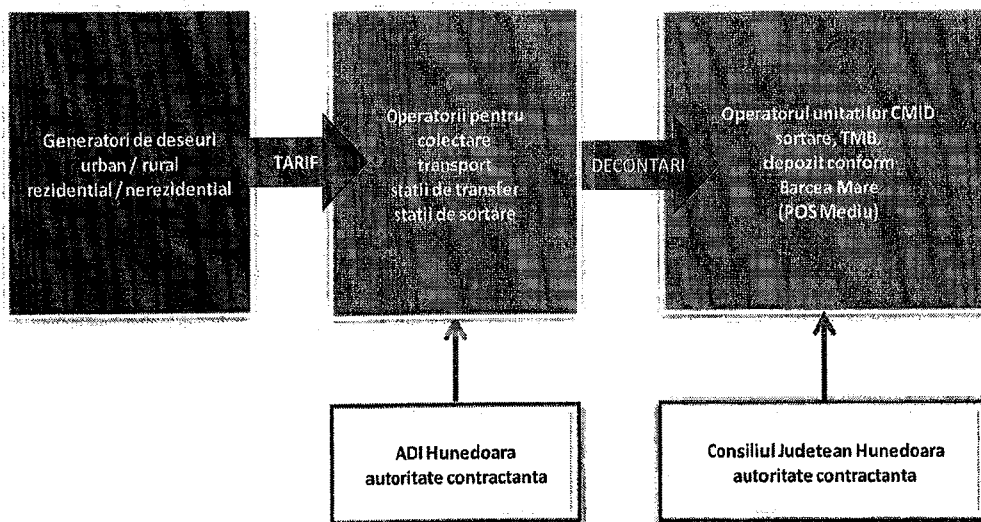 Generatori de deseuri
urban / rural
rezidential / nerezidential
TARIF
Operatorii pentru
colectare
transport
statii de transfer
statii de sortare
DECONTARI
Operatorul unitatilor CMID
sortare, TMB,
depozit conform
Barcea Mare
(POS Mediu)
ADI Hunedoara
autoritate contractanta
Consiliul Judetean Hunedoara
autoritate contractanta